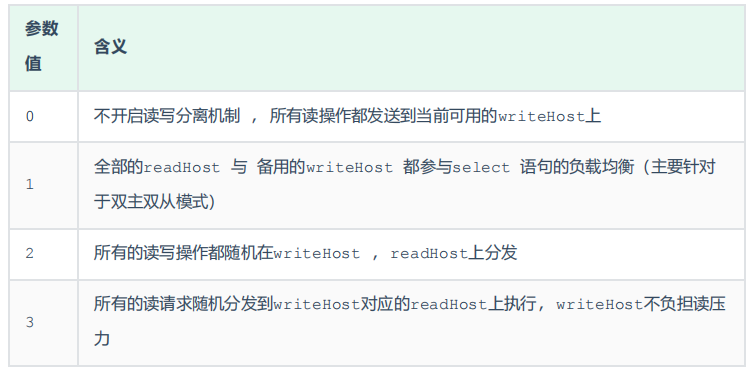 参数
值
含义
0
不开启读写分离机制 , 所有读操作都发送到当前可用的writeHost上
1
全部的readHost 与 备用的writeHost 都参与select 语句的负载均衡（主要针对
于双主双从模式）
2
所有的读写操作都随机在writeHost , readHost上分发
3
所有的读请求随机分发到writeHost对应的readHost上执行, writeHost不负担读压
力